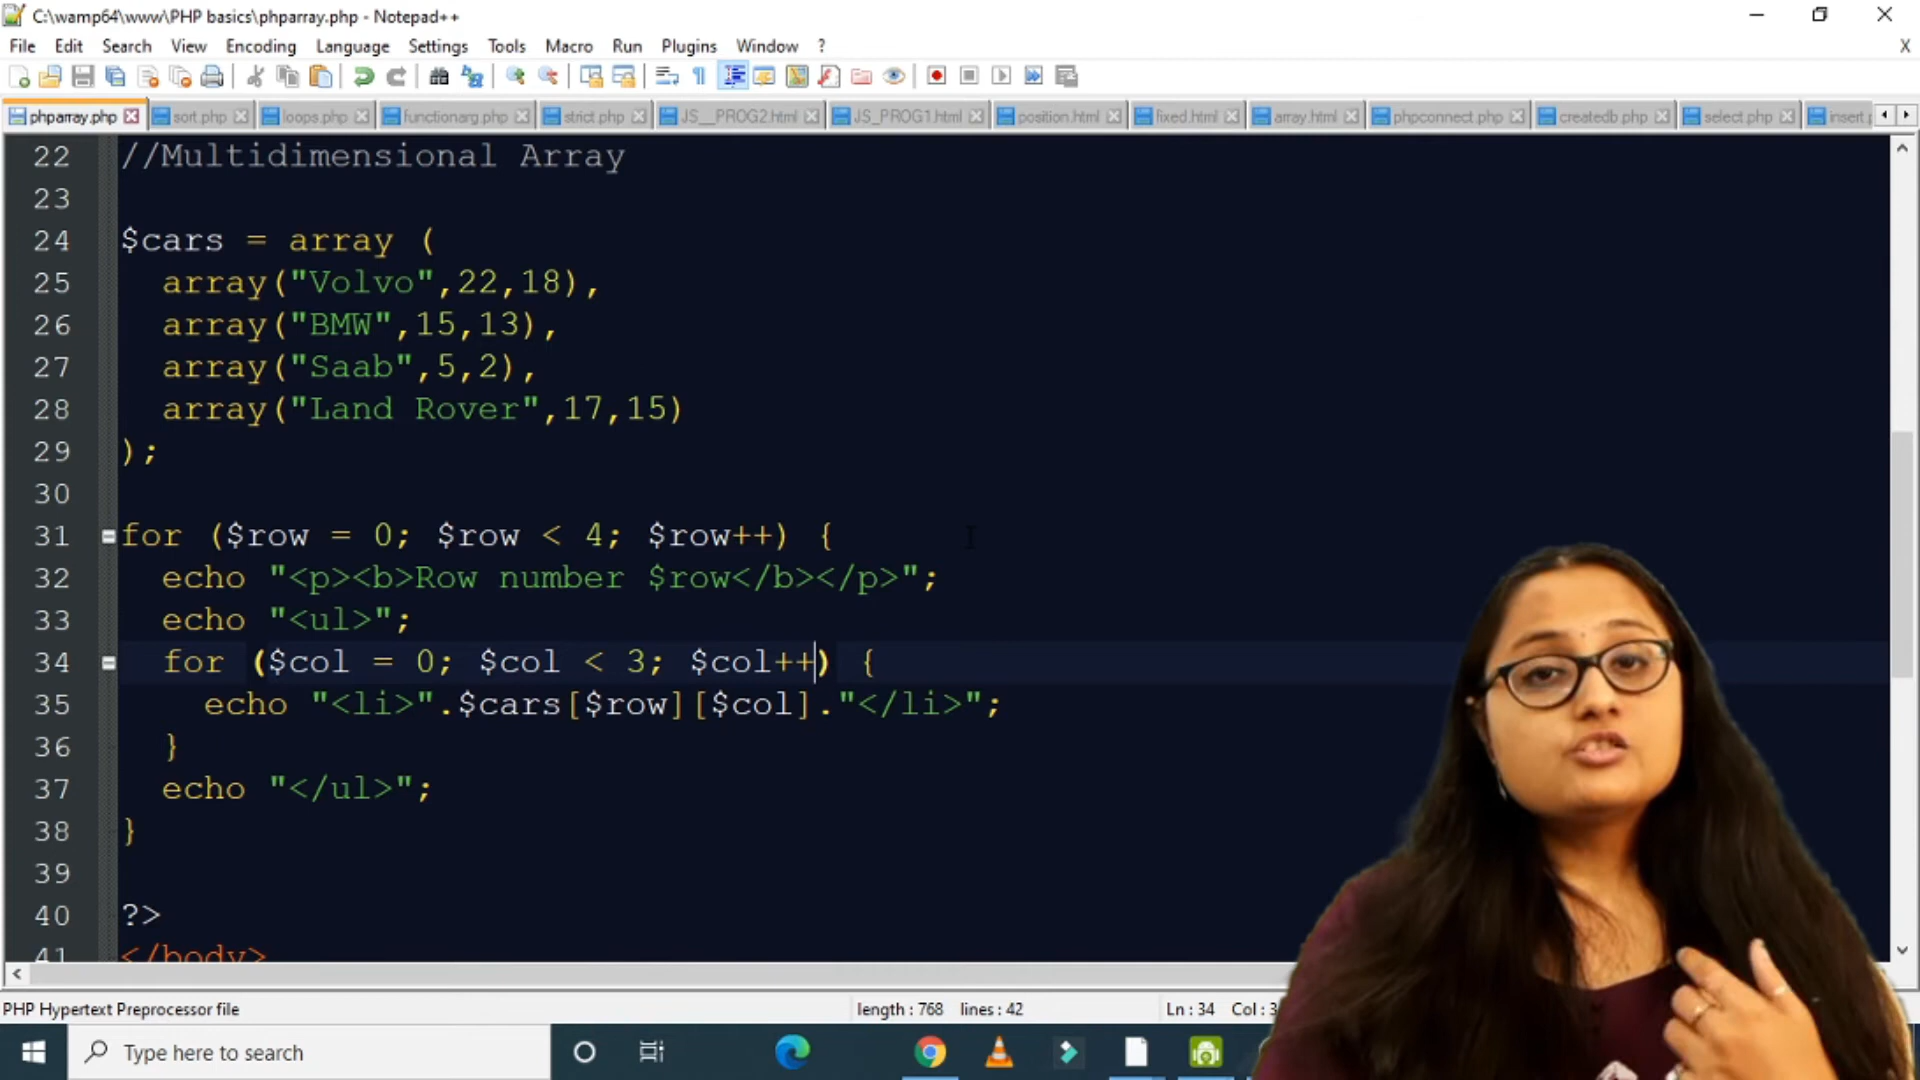 C:\wamp64\www\PHP basics\phparray.php - Notepad++
File Edit Search View Encoding Language Settings Tools Macro Run Plugins Window ? X
phparray.php sort.php loops.php functionarg.php strict.php JS__PROG2.html JS_PROG1.html position.html fixed.html array.html phpconnect.php createdb.php select.php insert.p
22 //Multidimensional Array
23
24 $cars = array (
25 array("Volvo",22,18),
26 array("BMW",15,13),
27 array("Saab",5,2),
28 array("Land Rover",17,15)
29 );
30
31 for ($row = 0; $row < 4; $row++) {
32 echo "<p><b>Row number $row</b></p>";
33 echo "<ul>";
34 for ($col = 0; $col < 3; $col++) {
35 echo "<li>".$cars[$row][$col]."</li>";
36 }
37 echo "</ul>";
38 }
39
40 ?>
41 </body>
PHP Hypertext Preprocessor file length : 768 lines : 42 Ln : 34 Col : 3
Type here to search